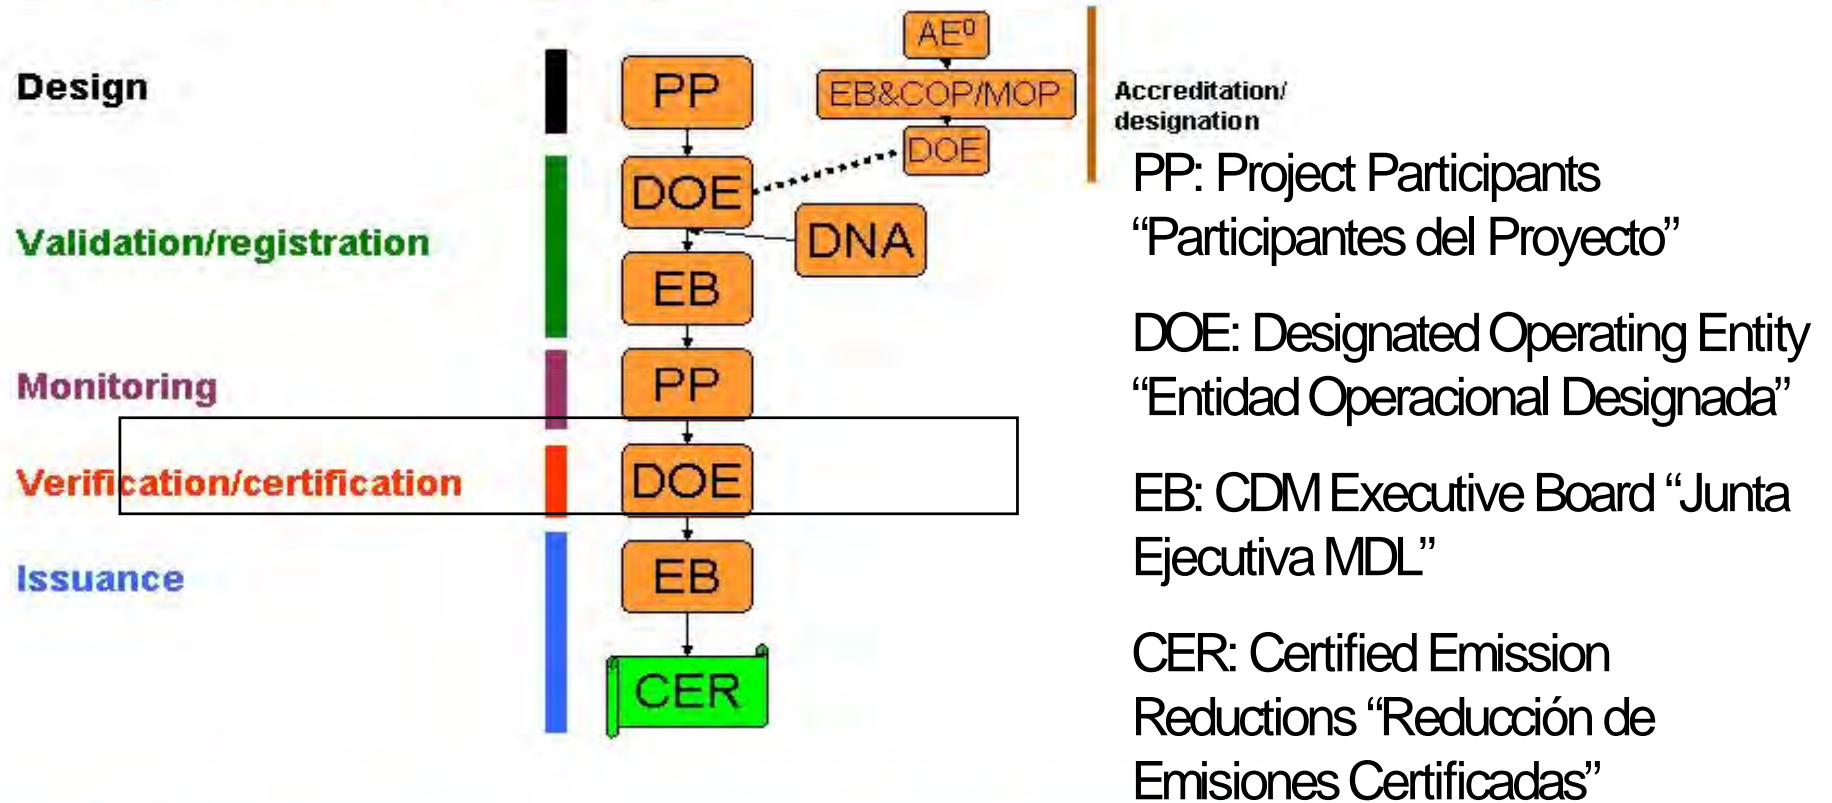 Design
PP
AE⁰
EB&COP/MOP
DOE
Accreditation/
designation
Validation/registration
DOE
DNA
EB
Monitoring
PP
Verification/certification
DOE
Issuance
EB
CER
PP: Project Participants
“Participantes del Proyecto”
DOE: Designated Operating Entity
“Entidad Operacional Designada”
EB: CDM Executive Board “Junta
Ejecutiva MDL”
CER: Certified Emission
Reductions “Reducción de
Emisiones Certificadas”